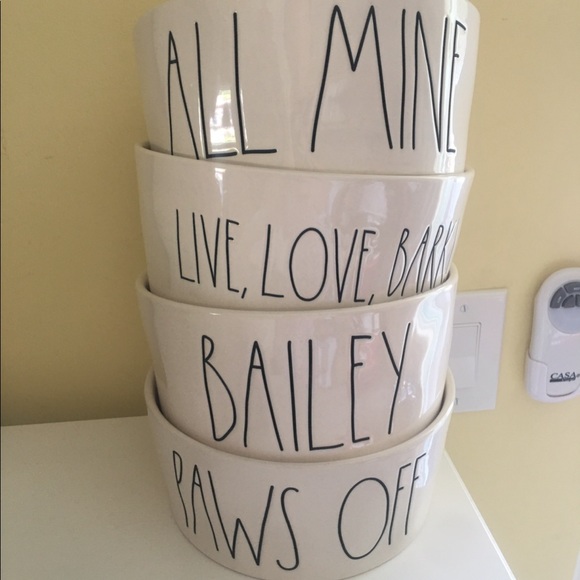 ALL MINE
LIVE, LOVE, BARK
BAILEY
PAWS OFF
CASA